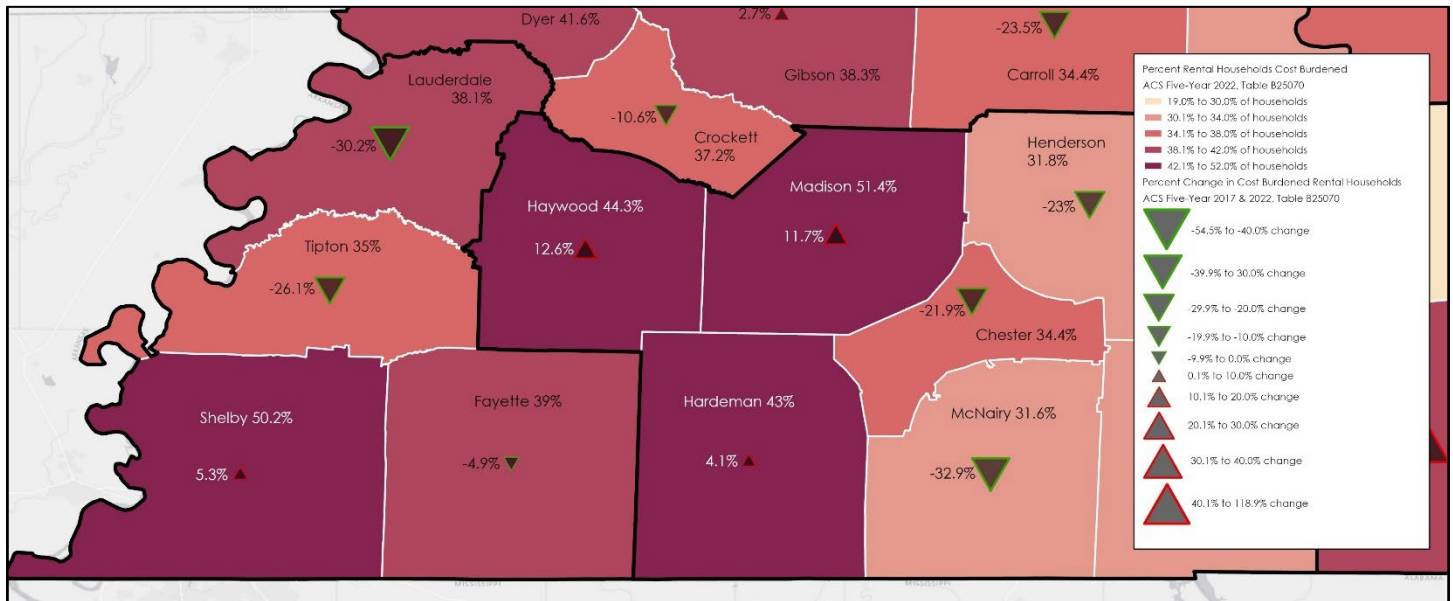 Dyer 41.6%
2.7%
-23.5%
Lauderdale
38.1%
Gibson 38.3%
Carroll 34.4%
ARKANSAS
-10.6%
-30.2%
Crockett
37.2%
Henderson
31.8%
Madison 51.4%
Haywood 44.3%
-23%
Tipton 35%
12.6%
11.7%
-26.1%
-21.9%
ARKANSAS
Chester 34.4%
Shelby 50.2%
Fayette 39%
Hardeman 43%
McNairy 31.6%
5.3%
-4.9%
4.1%
-32.9%
MISSISSIPPI
MISSISSIPPI
ALABAMA
Percent Rental Households Cost Burdened
ACS Five-Year 2022, Table B25070
19.0% to 30.0% of households
30.1% to 34.0% of households
34.1% to 38.0% of households
38.1% to 42.0% of households
42.1% to 52.0% of households
Percent Change in Cost Burdened Rental Households
ACS Five-Year 2017 & 2022, Table B25070
-54.5% to -40.0% change
-39.9% to 30.0% change
-29.9% to -20.0% change
-19.9% to -10.0% change
-9.9% to 0.0% change
0.1% to 10.0% change
10.1% to 20.0% change
20.1% to 30.0% change
30.1% to 40.0% change
40.1% to 118.9% change